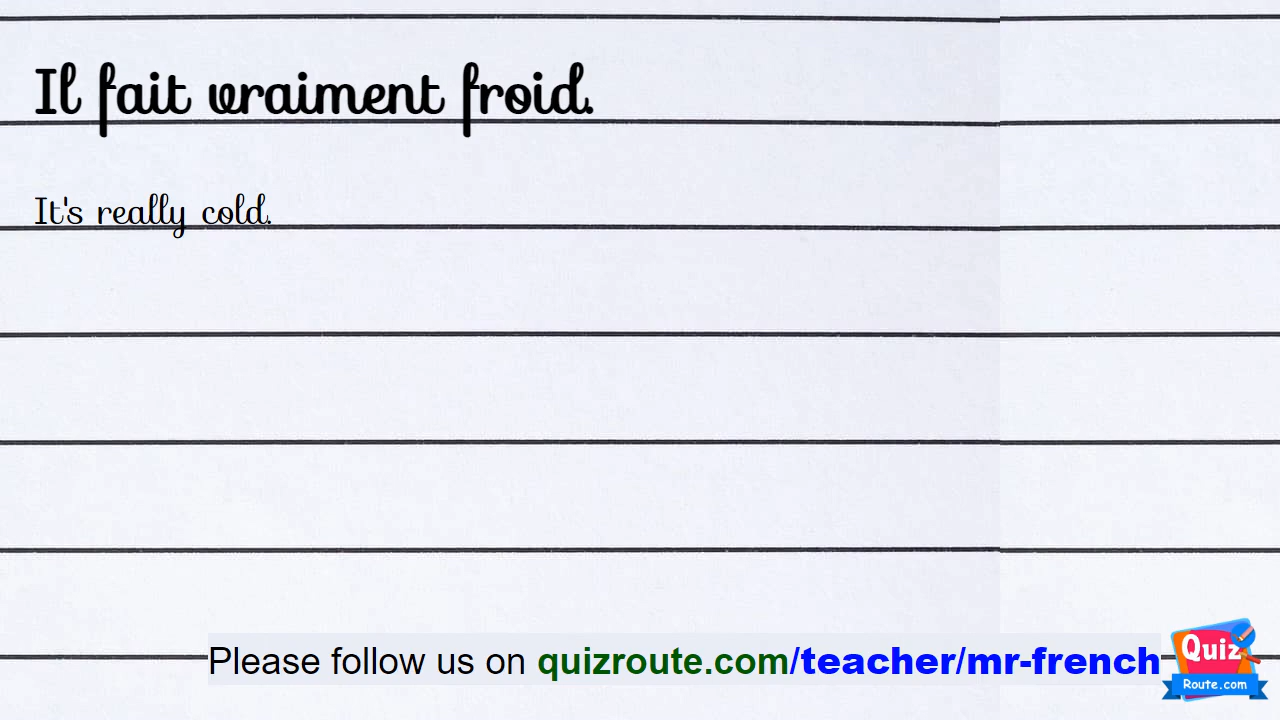 Il fait vraiment froid.
It's really cold.
Please follow us on quizroute.com/teacher/mr-french
Quiz
Route.com